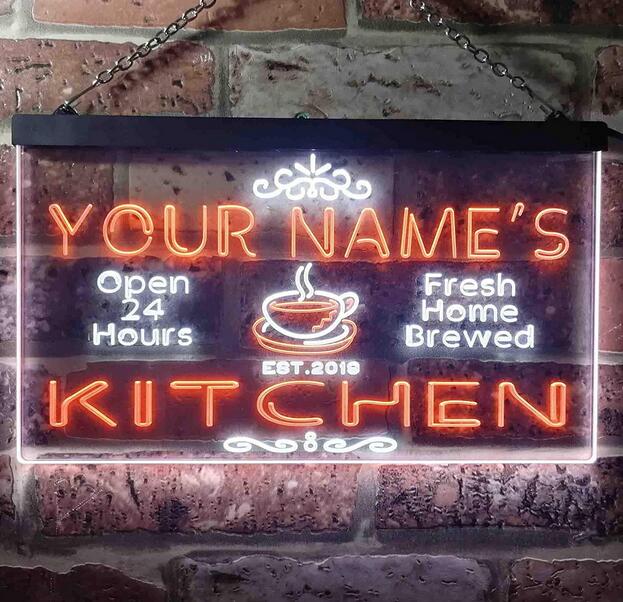 YOUR NAME'S
Open
24
Hours
Fresh
Home
Brewed
EST.2019
KITCHEN